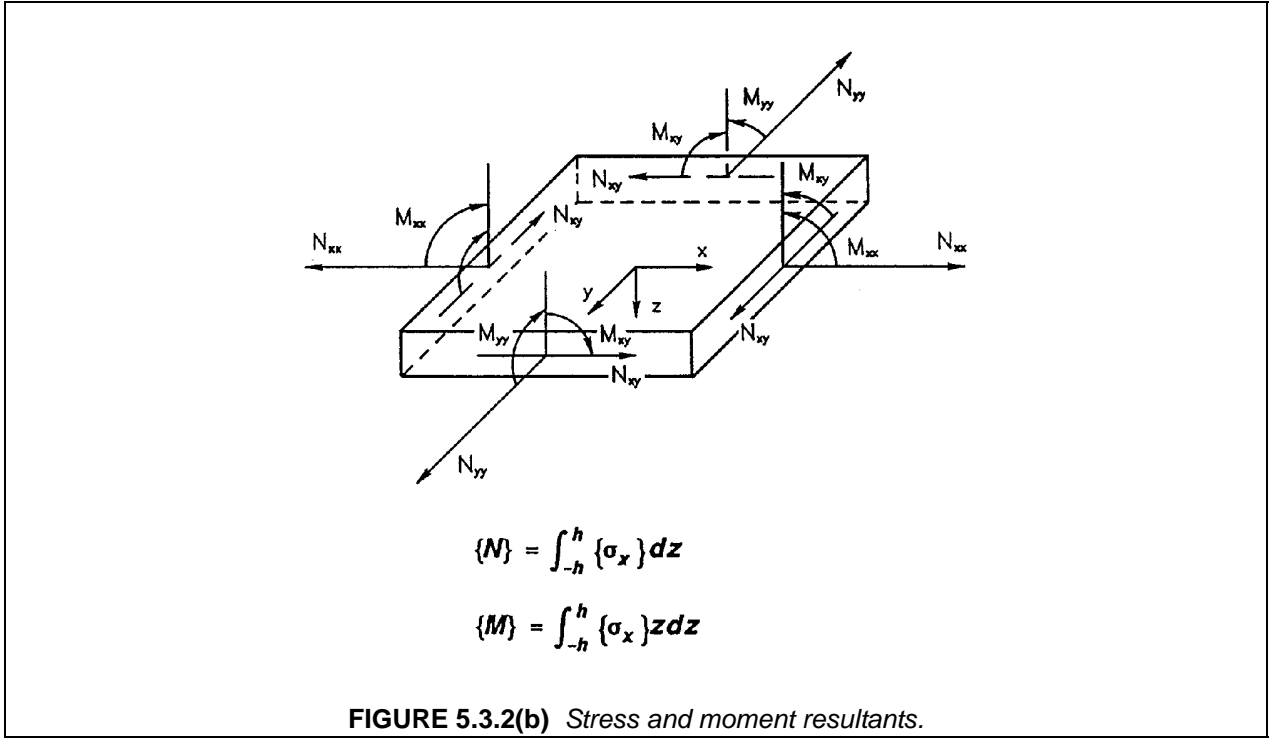 N_yy
M_yy
M_xy
N_xy M_xy
M_xx N_xy
N_xx M_xx N_xx
x
y
z
M_yy M_xy N_xy
N_xy
N_yy
{N} = ∫_{-h}^{h} {σ_x} dz
{M} = ∫_{-h}^{h} {σ_x} zdz
FIGURE 5.3.2(b) Stress and moment resultants.